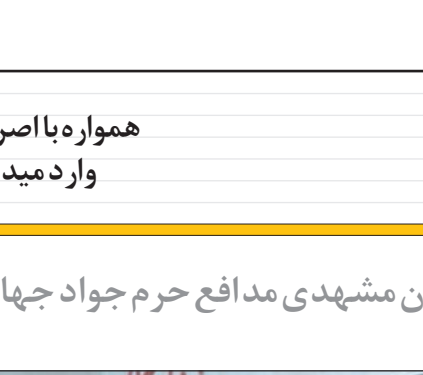 همواره با اصر
وارد مید
ن مشهدی مدافع حرم جواد جها